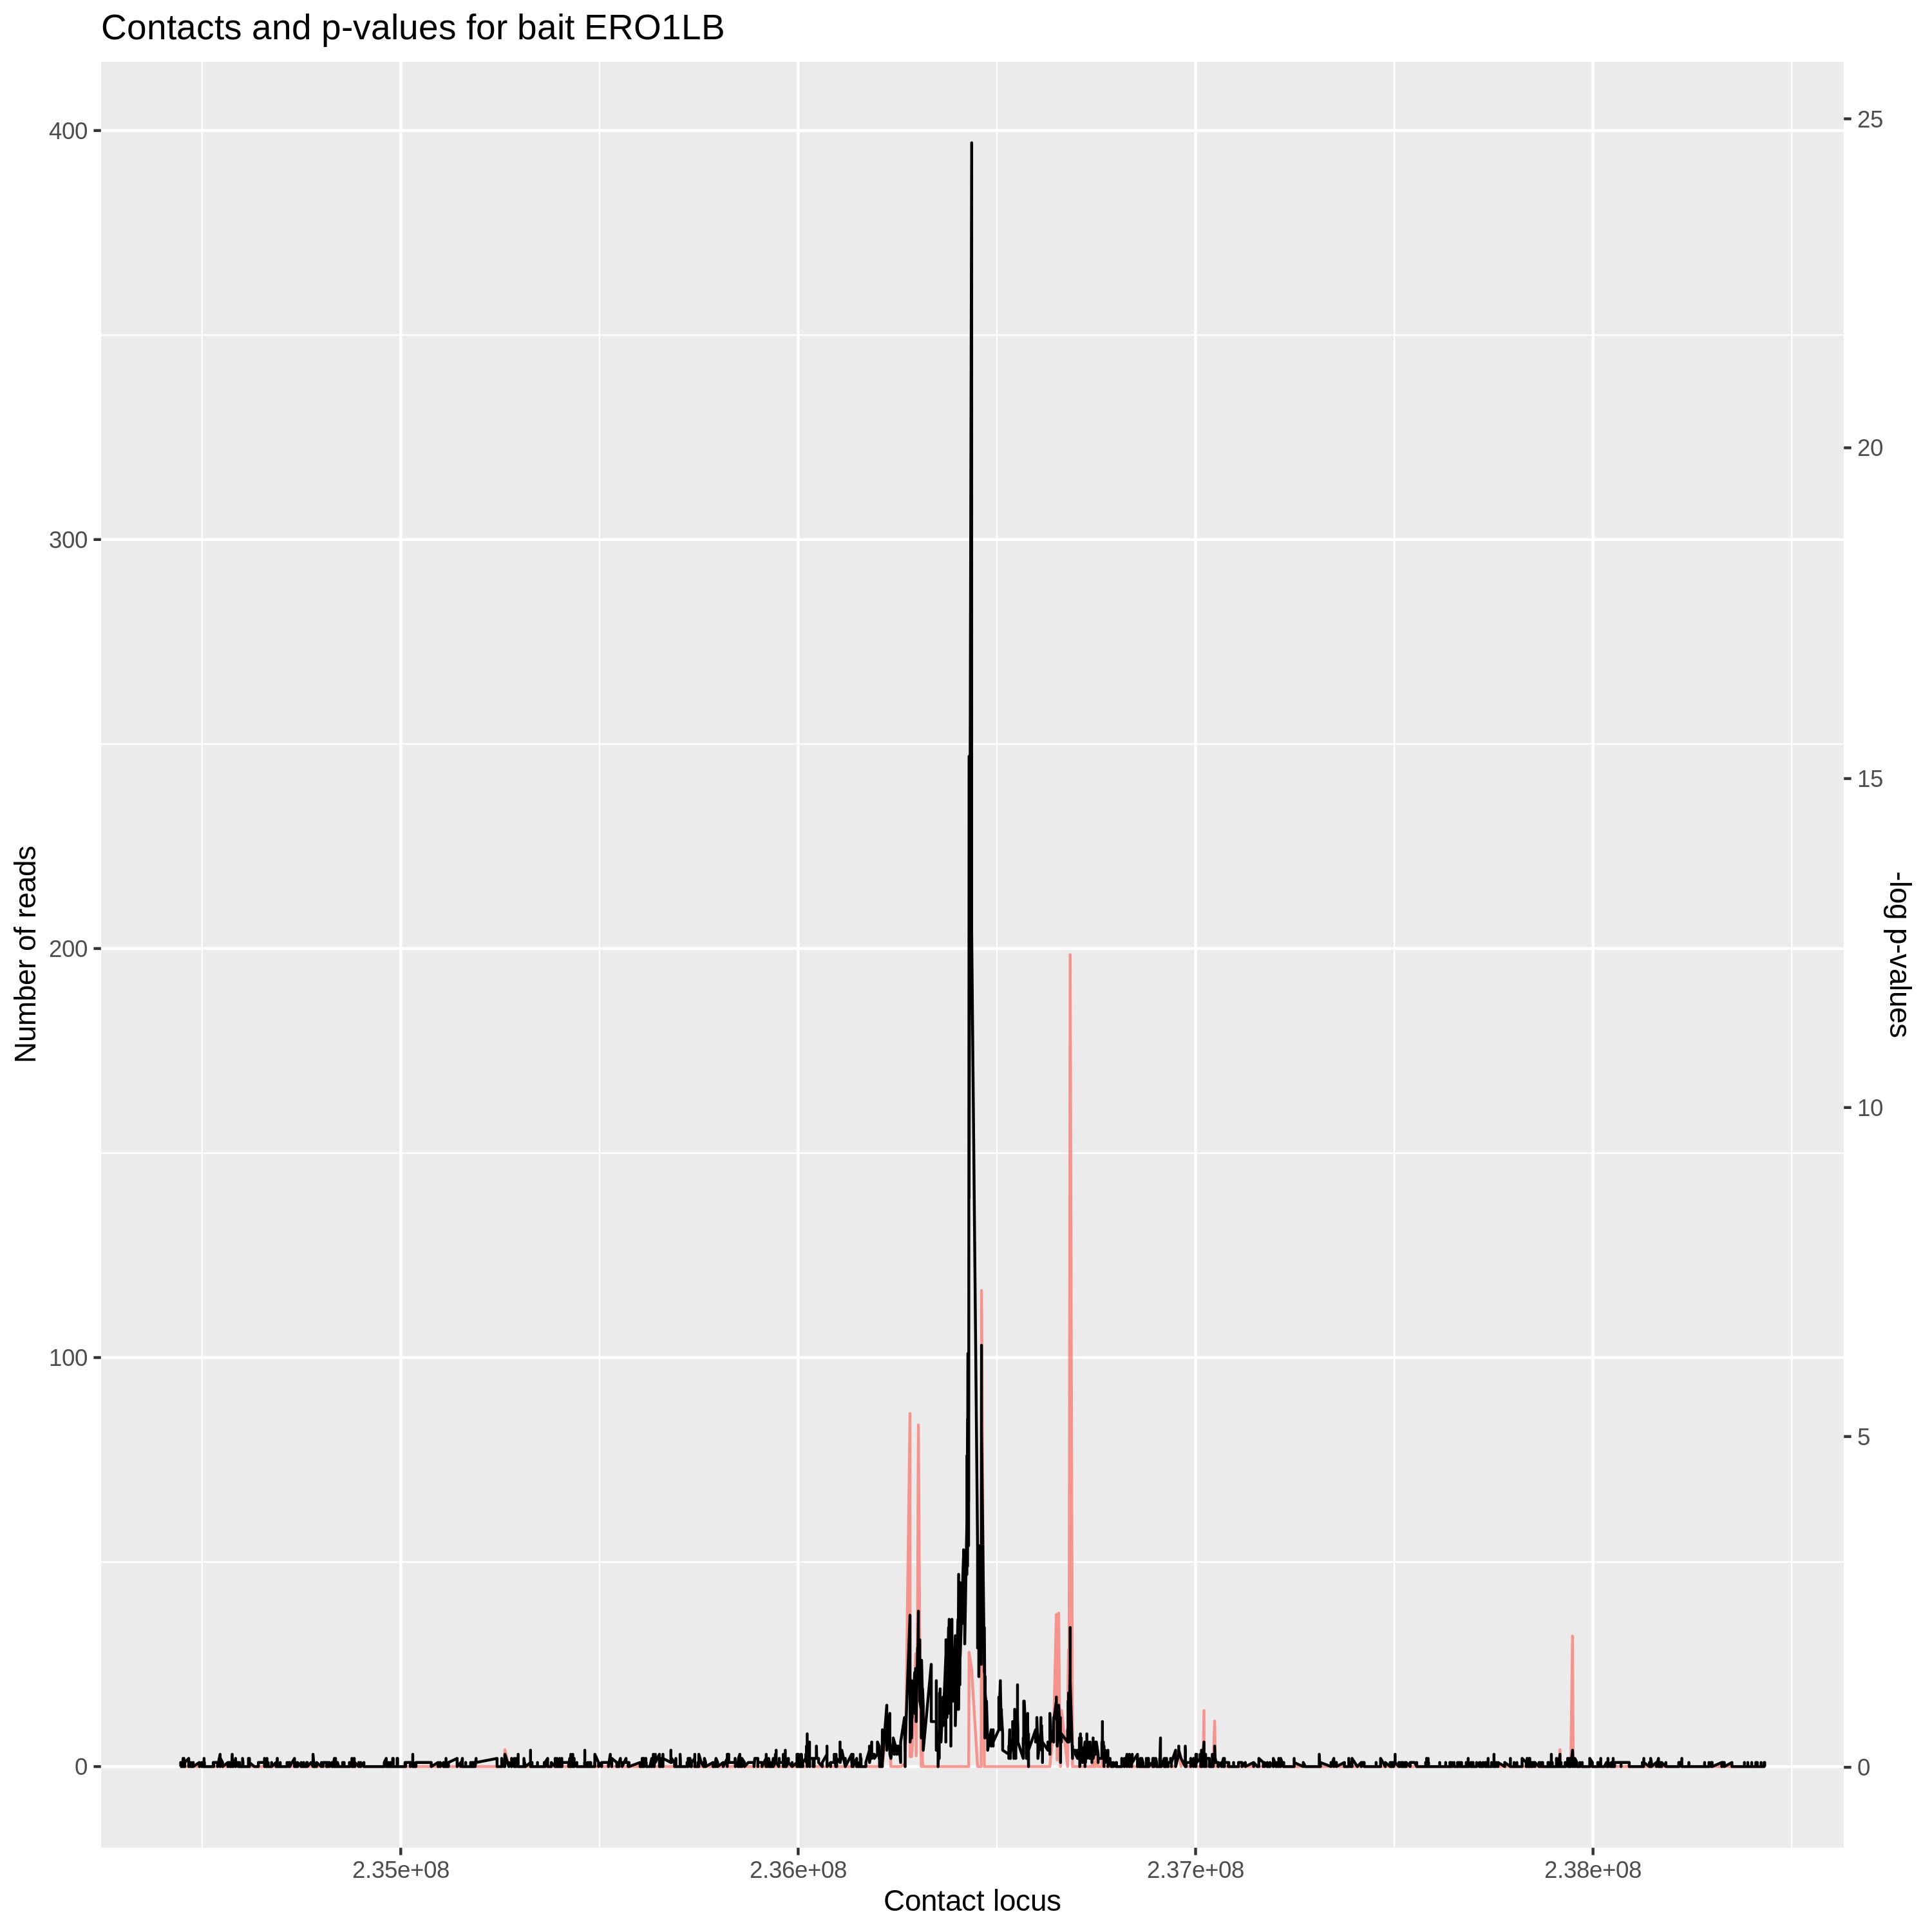 Contacts and p-values for bait ERO1LB
400
300
200
100
0
Number of reads
25
20
15
10
5
0
-log p-values
2.35e+08
2.36e+08
2.37e+08
2.38e+08
Contact locus